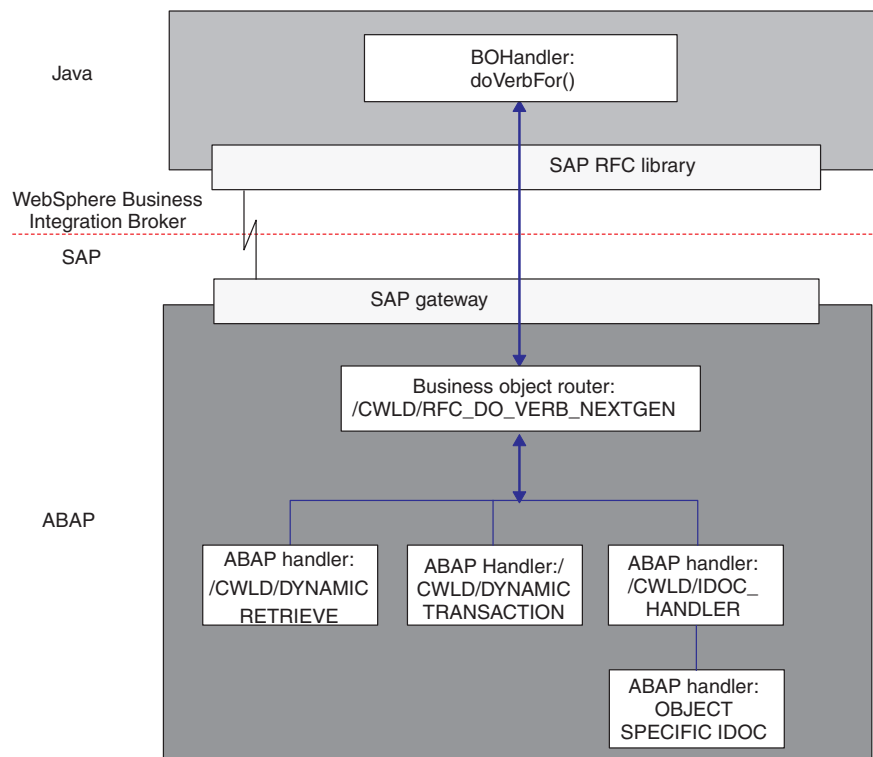 Java
BOHandler:
doVerbFor()
SAP RFC library
WebSphere Business
Integration Broker
SAP
SAP gateway
Business object router:
/CWLD/RFC_DO_VERB_NEXTGEN
ABAP
ABAP handler:
/CWLD/DYNAMIC
RETRIEVE
ABAP Handler:/
CWLD/DYNAMIC
TRANSACTION
ABAP handler:
/CWLD/IDOC_
HANDLER
ABAP handler:
OBJECT
SPECIFIC IDOC